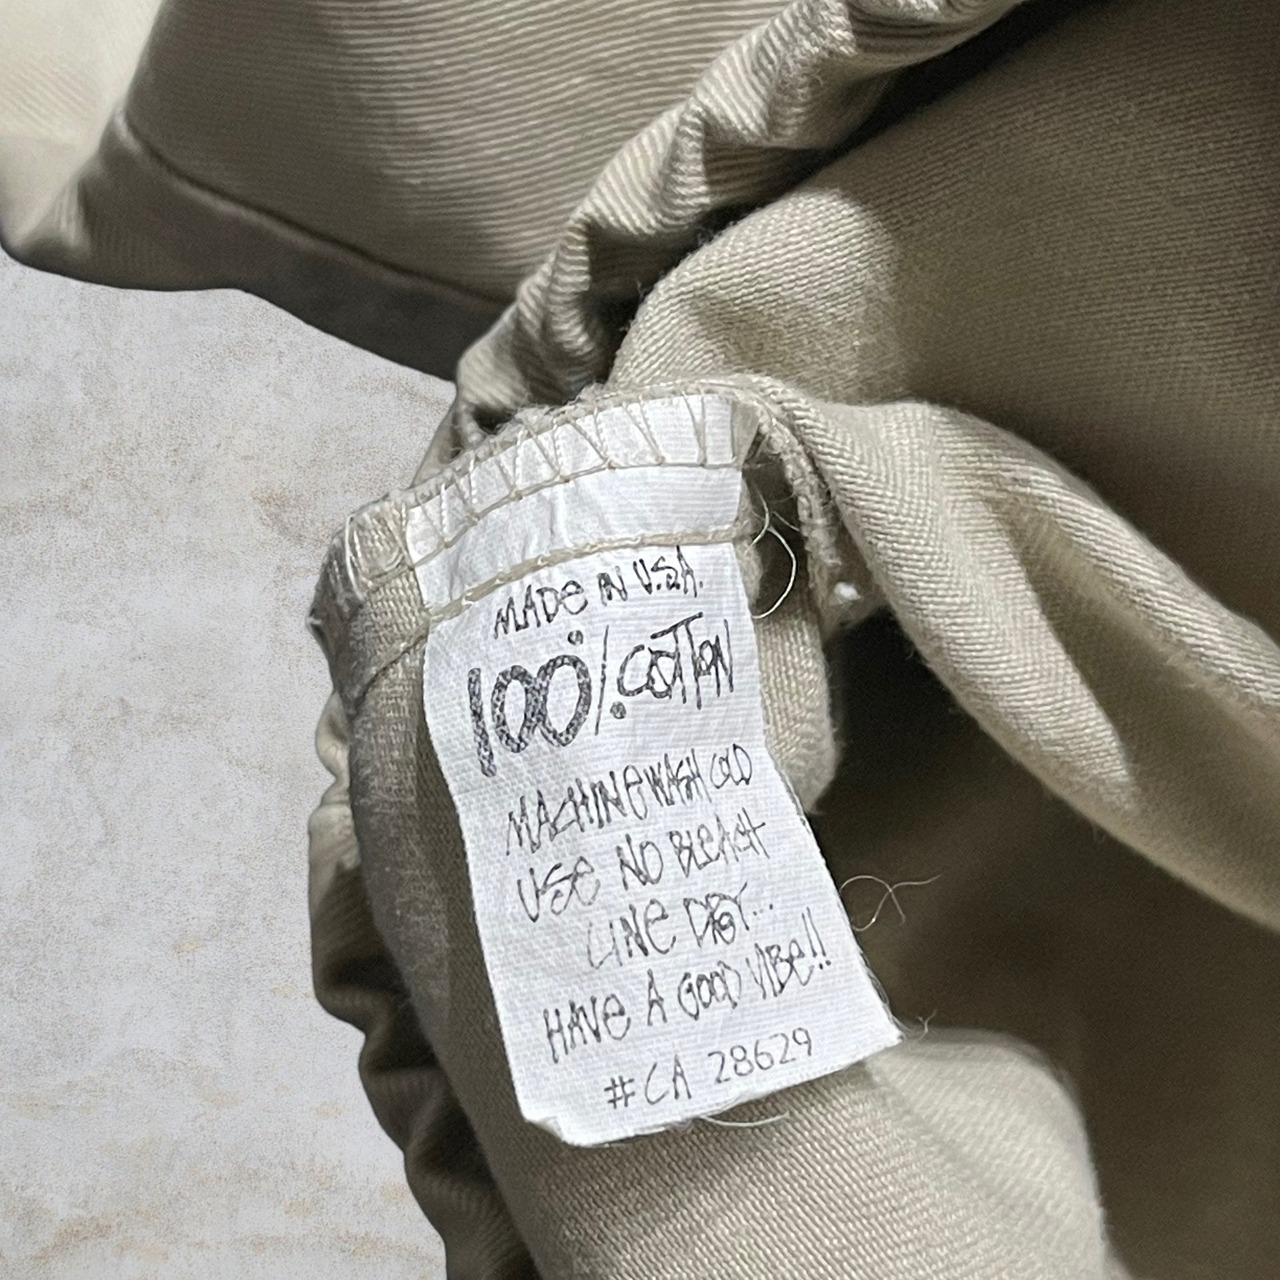 MADE IN U.S.A.
100% COTTON
MACHINE WASH COLD
USE NO BLEACH
LINE DRY...
HAVE A GOOD VIBE!!
#CA 28629